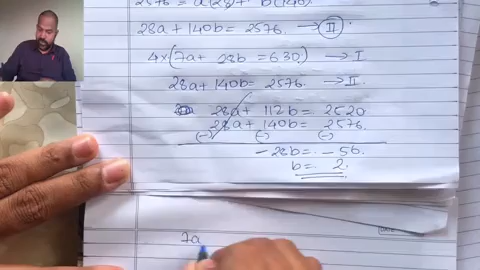 2576 = a(28) + b(140)
28a + 140b = 2576. → II
4×(7a + 28b = 630) → I
28a + 140b = 2576. → II.
28a + 112b = 2520
28a + 140b = 2576.
(-) (-) (-)
- 28b = - 56.
b = 2.
7a